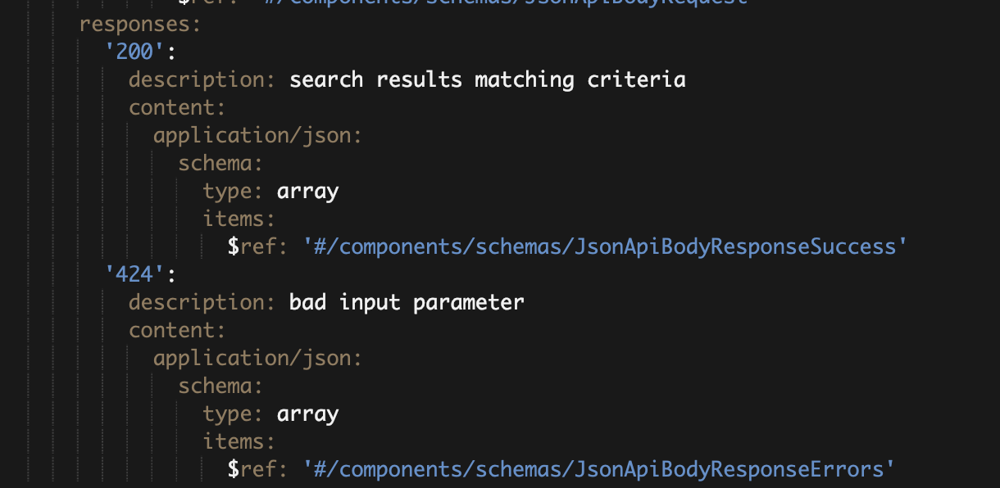 $ref: '#/components/schemas/JsonApiBodyRequest'
responses:
'200':
description: search results matching criteria
content:
application/json:
schema:
type: array
items:
$ref: '#/components/schemas/JsonApiBodyResponseSuccess'
'424':
description: bad input parameter
content:
application/json:
schema:
type: array
items:
$ref: '#/components/schemas/JsonApiBodyResponseErrors'